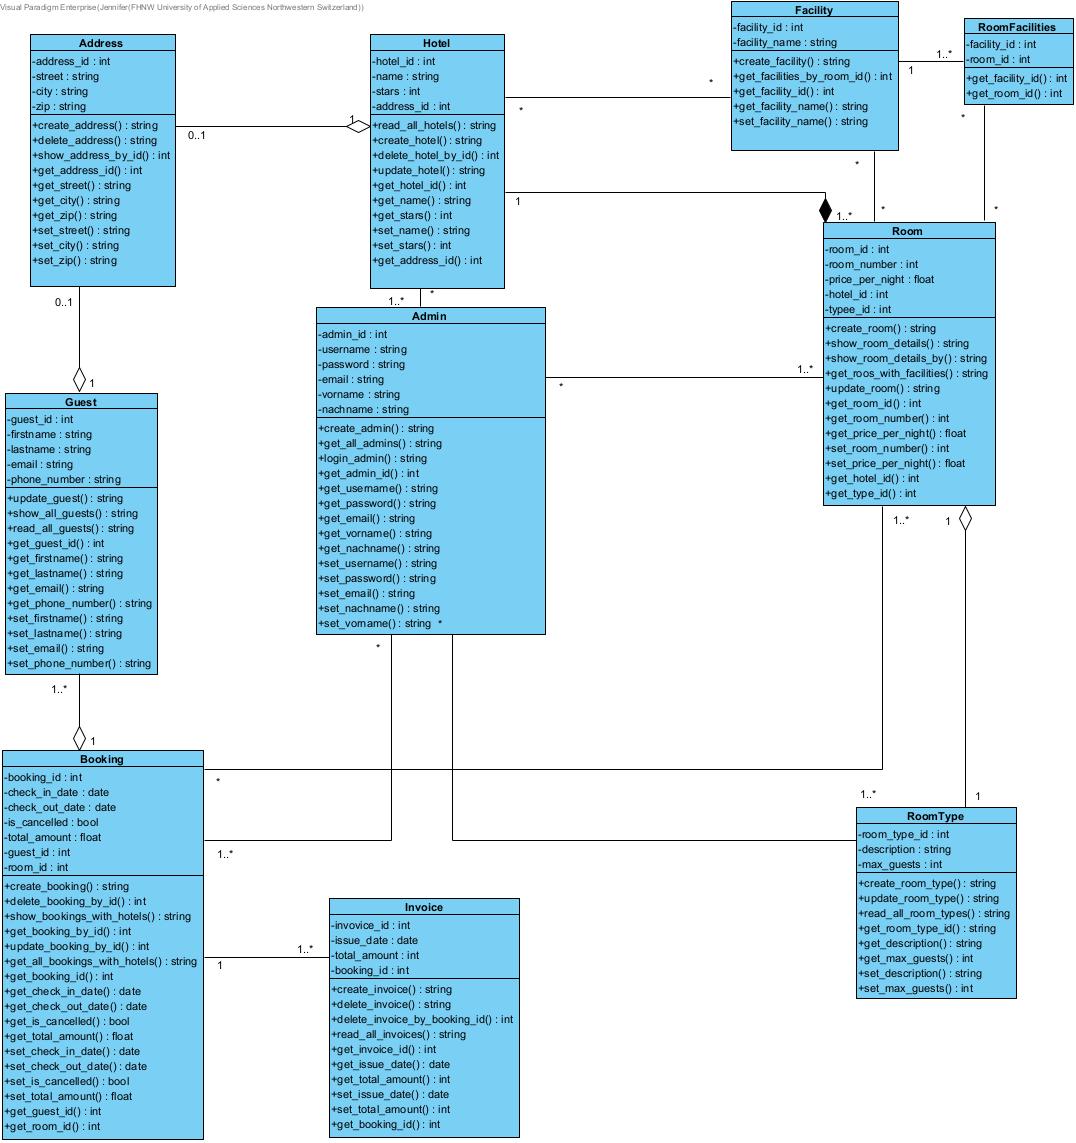 Visual Paradigm Enterprise(Jennifer(FHNW University of Applied Sciences Northwestern Switzerland))
Address
-address_id : int
-street : string
-city : string
-zip : string
+create_address() : string
+delete_address() : string
+show_address_by_id() : int
+get_address_id() : int
+get_street() : string
+get_city() : string
+get_zip() : string
+set_street() : string
+set_city() : string
+set_zip() : string
0..1
1
Hotel
-hotel_id : int
-name : string
-stars : int
-address_id : int
+read_all_hotels() : string
+create_hotel() : string
+delete_hotel_by_id() : int
+update_hotel() : string
+get_hotel_id() : int
+get_name() : string
+get_stars() : int
+set_name() : string
+set_stars() : int
+get_address_id() : int
*
*
Facility
-facility_id : int
-facility_name : string
+create_facility() : string
+get_facilities_by_room_id() : int
+get_facility_id() : int
+get_facility_name() : string
+set_facility_name() : string
1
1..*
RoomFacilities
-facility_id : int
-room_id : int
+get_facility_id() : int
+get_room_id() : int
*
*
*
*
1
1..*
Room
-room_id : int
-room_number : int
-price_per_night : float
-hotel_id : int
-typee_id : int
+create_room() : string
+show_room_details() : string
+show_room_details_by() : string
+get_roos_with_facilities() : string
+update_room() : string
+get_room_id() : int
+get_room_number() : int
+get_price_per_night() : float
+set_room_number() : int
+set_price_per_night() : float
+get_hotel_id() : int
+get_type_id() : int
*
1..*
Admin
-admin_id : int
-username : string
-password : string
-email : string
-vorname : string
-nachname : string
+create_admin() : string
+get_all_admins() : string
+login_admin() : string
+get_admin_id() : int
+get_username() : string
+get_password() : string
+get_email() : string
+get_vorname() : string
+get_nachname() : string
+set_username() : string
+set_password() : string
+set_email() : string
+set_nachname() : string
+set_vorname() : string *
*
*
1..*
0..1
1
Guest
-guest_id : int
-firstname : string
-lastname : string
-email : string
-phone_number : string
+update_guest() : string
+show_all_guests() : string
+read_all_guests() : string
+get_guest_id() : int
+get_firstname() : string
+get_lastname() : string
+get_email() : string
+get_phone_number() : string
+set_firstname() : string
+set_lastname() : string
+set_email() : string
+set_phone_number() : string
1..*
1
Booking
-booking_id : int
-check_in_date : date
-check_out_date : date
-is_cancelled : bool
-total_amount : float
-guest_id : int
-room_id : int
+create_booking() : string
+delete_booking_by_id() : int
+show_bookings_with_hotels() : string
+get_booking_by_id() : int
+update_booking_by_id() : int
+get_all_bookings_with_hotels() : string
+get_booking_id() : int
+get_check_in_date() : date
+get_check_out_date() : date
+get_is_cancelled() : bool
+get_total_amount() : float
+set_check_in_date() : date
+set_check_out_date() : date
+set_is_cancelled() : bool
+set_total_amount() : float
+get_guest_id() : int
+get_room_id() : int
*
1..*
1..*
1
1..*
Invoice
-invovice_id : int
-issue_date : date
-total_amount : int
-booking_id : int
+create_invoice() : string
+delete_invoice() : string
+delete_invoice_by_booking_id() : int
+read_all_invoices() : string
+get_invoice_id() : int
+get_issue_date() : date
+get_total_amount() : int
+set_issue_date() : date
+set_total_amount() : int
+get_booking_id() : int
1
1..*
1
RoomType
-room_type_id : int
-description : string
-max_guests : int
+create_room_type() : string
+update_room_type() : string
+read_all_room_types() : string
+get_room_type_id() : string
+get_description() : string
+get_max_guests() : int
+set_description() : string
+set_max_guests() : int